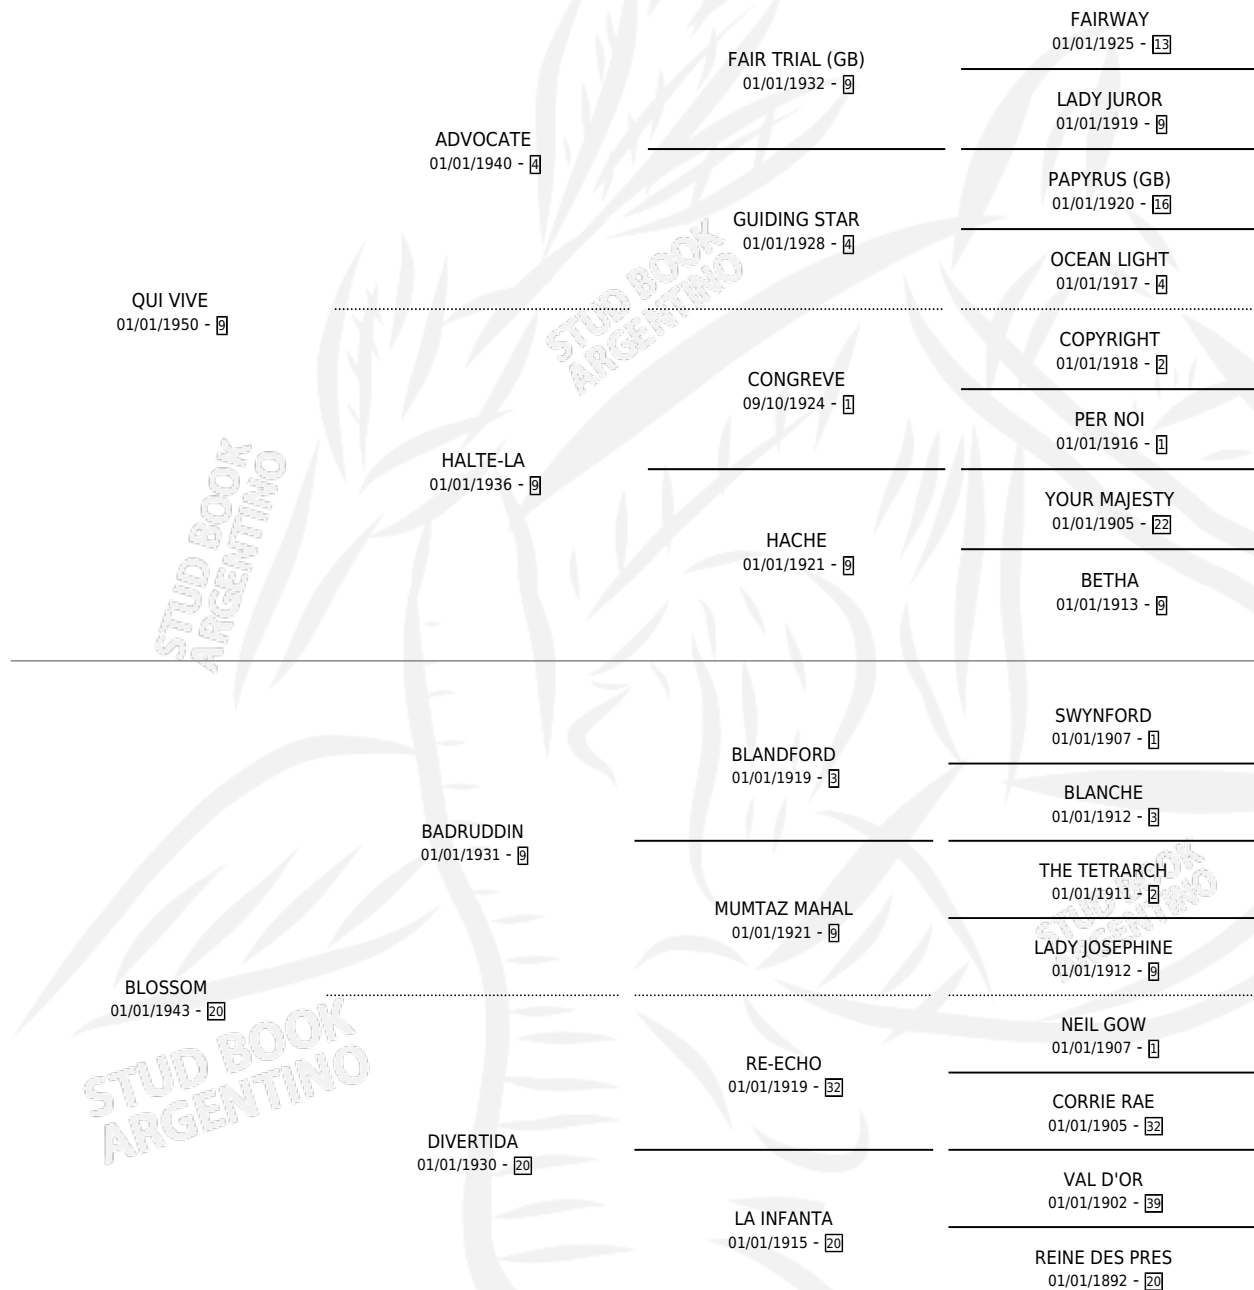 FAIRWAY
01/01/1925 - 13
FAIR TRIAL (GB)
01/01/1932 - 9
LADY JUROR
01/01/1919 - 9
ADVOCATE
01/01/1940 - 4
PAPYRUS (GB)
01/01/1920 - 16
GUIDING STAR
01/01/1928 - 4
OCEAN LIGHT
01/01/1917 - 4
QUI VIVE
01/01/1950 - 9
COPYRIGHT
01/01/1918 - 2
CONGREVE
09/10/1924 - 1
PER NOI
01/01/1916 - 1
HALTE-LA
01/01/1936 - 9
YOUR MAJESTY
01/01/1905 - 22
HACHE
01/01/1921 - 9
BETHA
01/01/1913 - 9
SWYNFORD
01/01/1907 - 1
BLANDFORD
01/01/1919 - 3
BLANCHE
01/01/1912 - 3
BADRUDDIN
01/01/1931 - 9
THE TETRARCH
01/01/1911 - 2
MUMTAZ MAHAL
01/01/1921 - 9
LADY JOSEPHINE
01/01/1912 - 9
BLOSSOM
01/01/1943 - 20
NEIL GOW
01/01/1907 - 1
RE-ECHO
01/01/1919 - 32
CORRIE RAE
01/01/1905 - 32
DIVERTIDA
01/01/1930 - 20
VAL D'OR
01/01/1902 - 39
LA INFANTA
01/01/1915 - 20
REINE DES PRES
01/01/1892 - 20
STUD BOOK
ARGENTINO
STUD BOOK
ARGENTINO
STUD BOOK
ARGENTINO
STUD BOOK
ARGENTINO